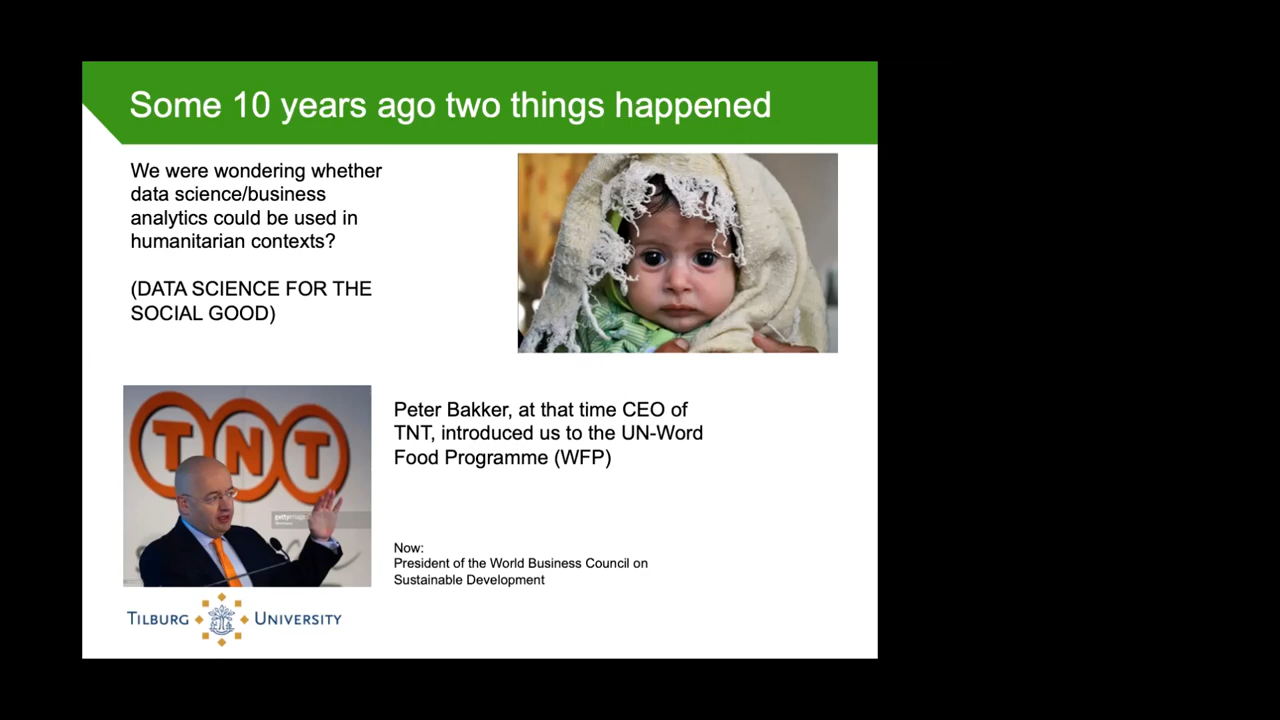 Some 10 years ago two things happened
We were wondering whether
data science/business
analytics could be used in
humanitarian contexts?
(DATA SCIENCE FOR THE
SOCIAL GOOD)
TNT
gettyimages
Peter Bakker, at that time CEO of
TNT, introduced us to the UN-Word
Food Programme (WFP)
Now:
President of the World Business Council on
Sustainable Development
TILBURG UNIVERSITY